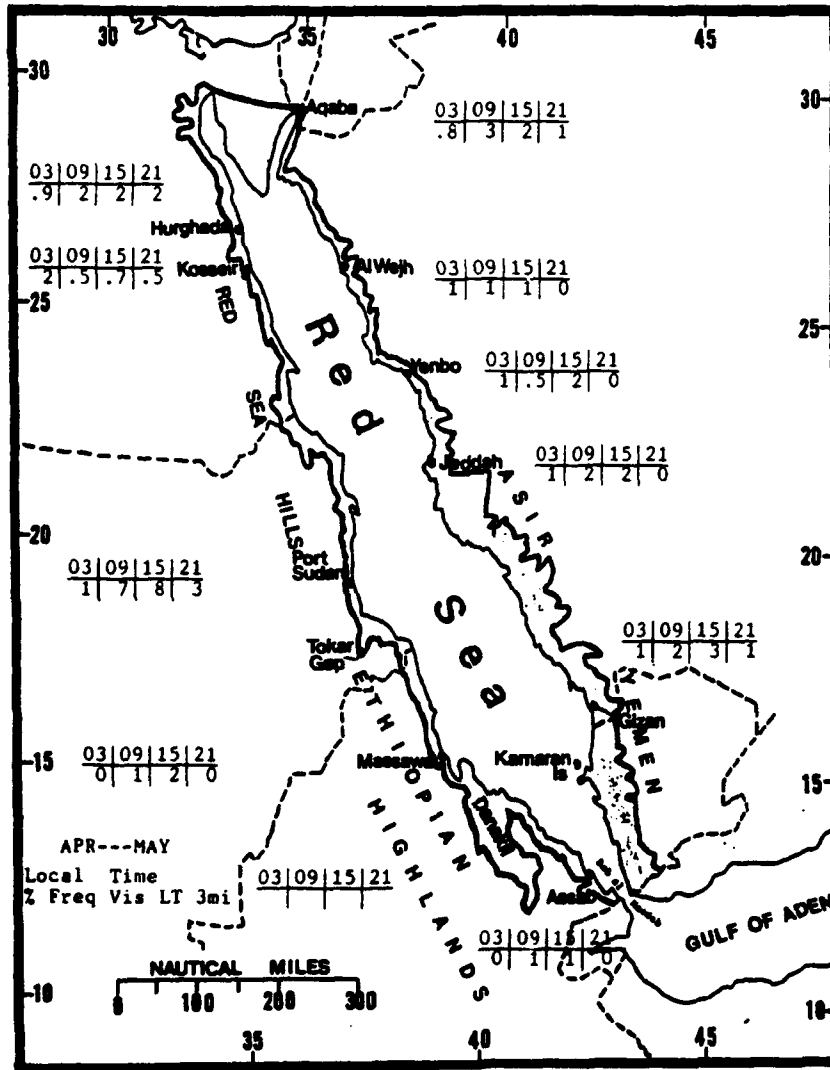 30 40 45
30
30
Aqaba
03|09|15|21
.8| 3| 2| 1
03|09|15|21
.9| 2| 2| 2
Hurghada
03|09|15|21
2|.5|.7|.5
Kosseir
Al Wejh
03|09|15|21
1| 1| 1| 0
25
25
RED SEA HILLS
Red Sea
Yenbo
03|09|15|21
1|.5| 2| 0
Jeddah
03|09|15|21
1| 2| 2| 0
ASIR
20
20
Port
Sudan
03|09|15|21
1| 7| 8| 3
Tokar
Gap
03|09|15|21
1| 2| 3| 1
YEMEN
Gizan
ETHIOPIAN
HIGHLANDS
15
15
03|09|15|21
0| 1| 2| 0
Massawa
Kamaran
Is
Danakil
APR---MAY
Local Time
% Freq Vis LT 3mi
03|09|15|21
Assab
GULF OF ADEN
03|09|15|21
0| 1| 1| 0
NAUTICAL MILES
0 100 200 300
10
10
35 40 45